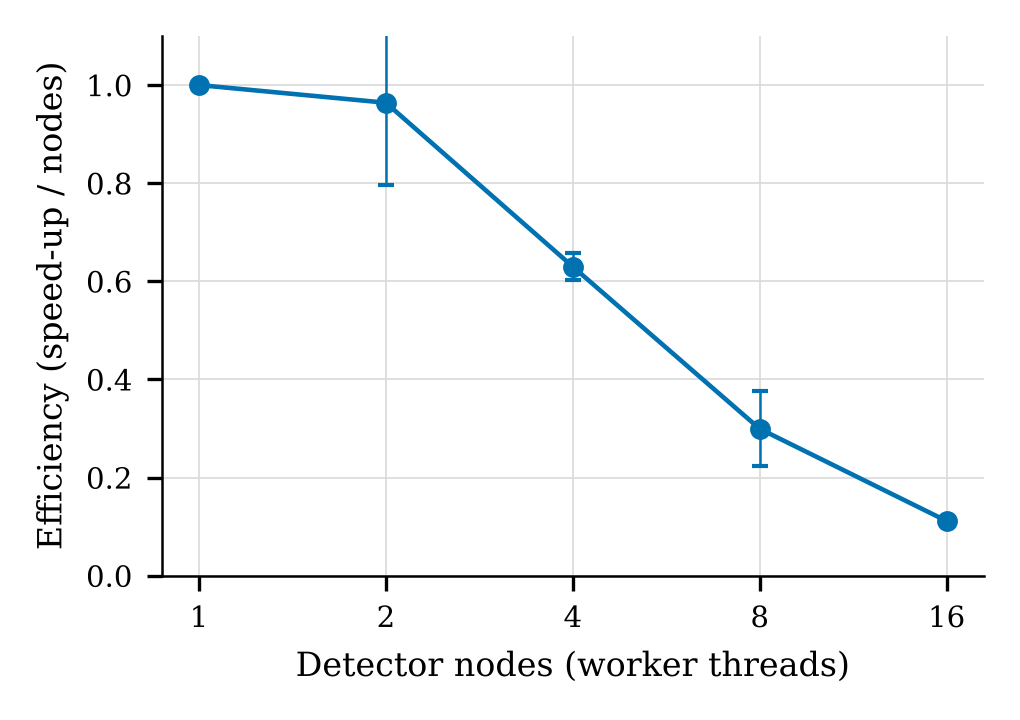 Efficiency (speed-up / nodes)
1.0
0.8
0.6
0.4
0.2
0.0
1 2 4 8 16
Detector nodes (worker threads)